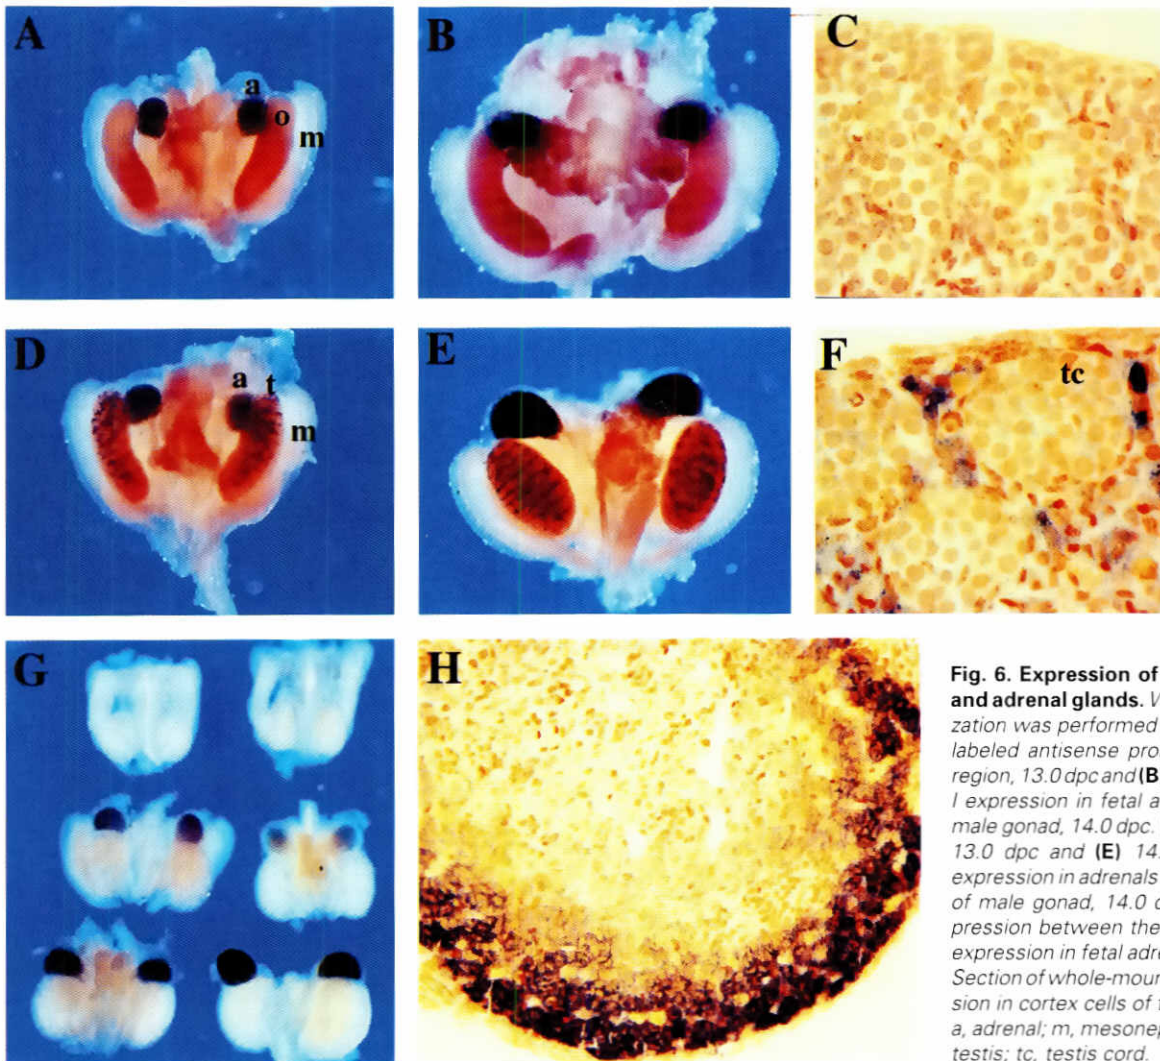 A
a
o
m
B
C
D
a
t
m
E
F
tc
G
H
Fig. 6. Expression of
and adrenal glands. W
zation was performed
labeled antisense pro
region, 13.0 dpc and (B
I expression in fetal a
male gonad, 14.0 dpc.
13.0 dpc and (E) 14.
expression in adrenals
of male gonad, 14.0 d
pression between the
expression in fetal adre
Section of whole-moun
sion in cortex cells of f
a, adrenal; m, mesonep
testis; tc, testis cord.